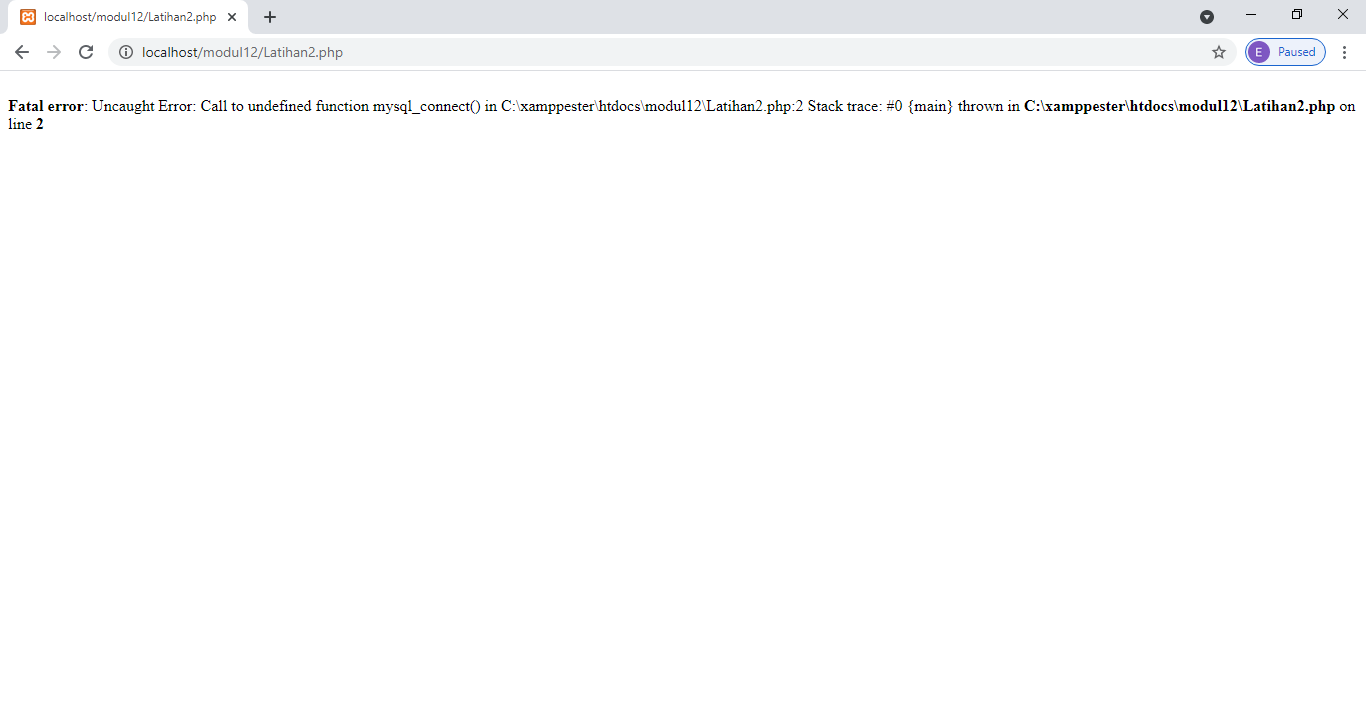 localhost/modul12/Latihan2.php
localhost/modul12/Latihan2.php
E Paused
Fatal error: Uncaught Error: Call to undefined function mysql_connect() in C:\xamppester\htdocs\modul12\Latihan2.php:2 Stack trace: #0 {main} thrown in C:\xamppester\htdocs\modul12\Latihan2.php on
line 2